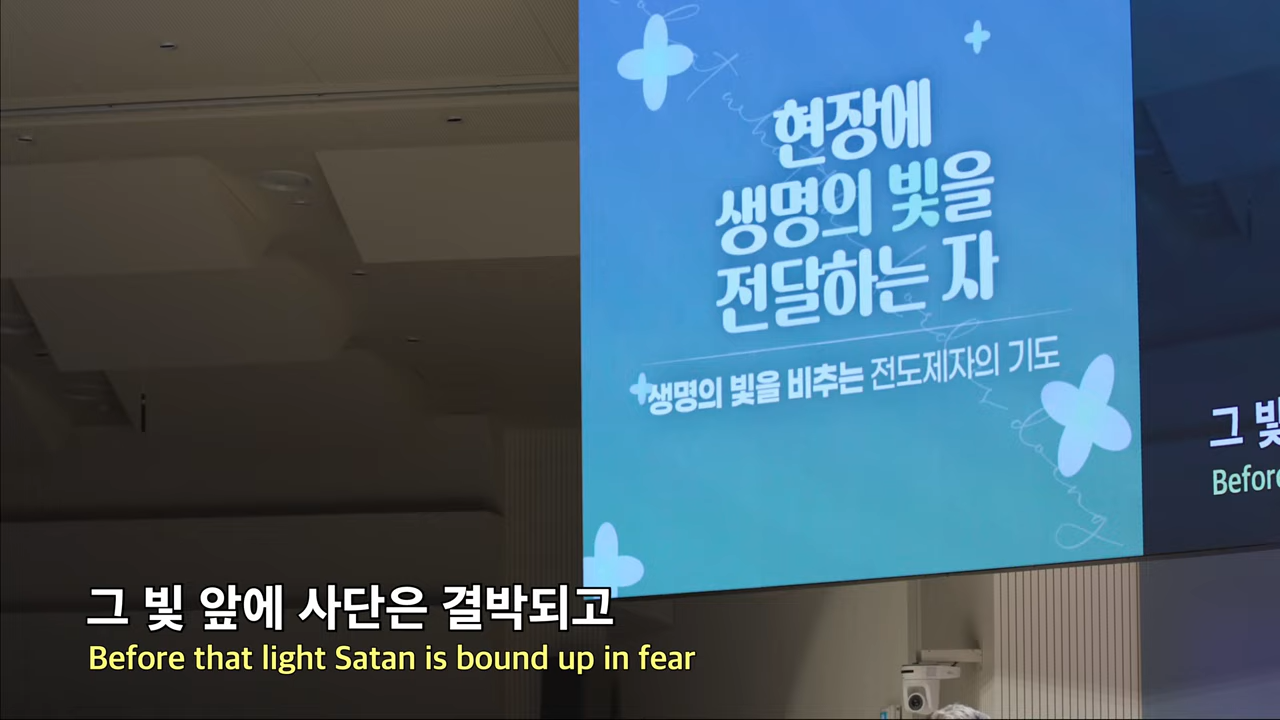 현장에
생명의 빛을
전달하는 자
생명의 빛을 비추는 전도제자의 기도
그 빛
Before
그 빛 앞에 사단은 결박되고
Before that light Satan is bound up in fear